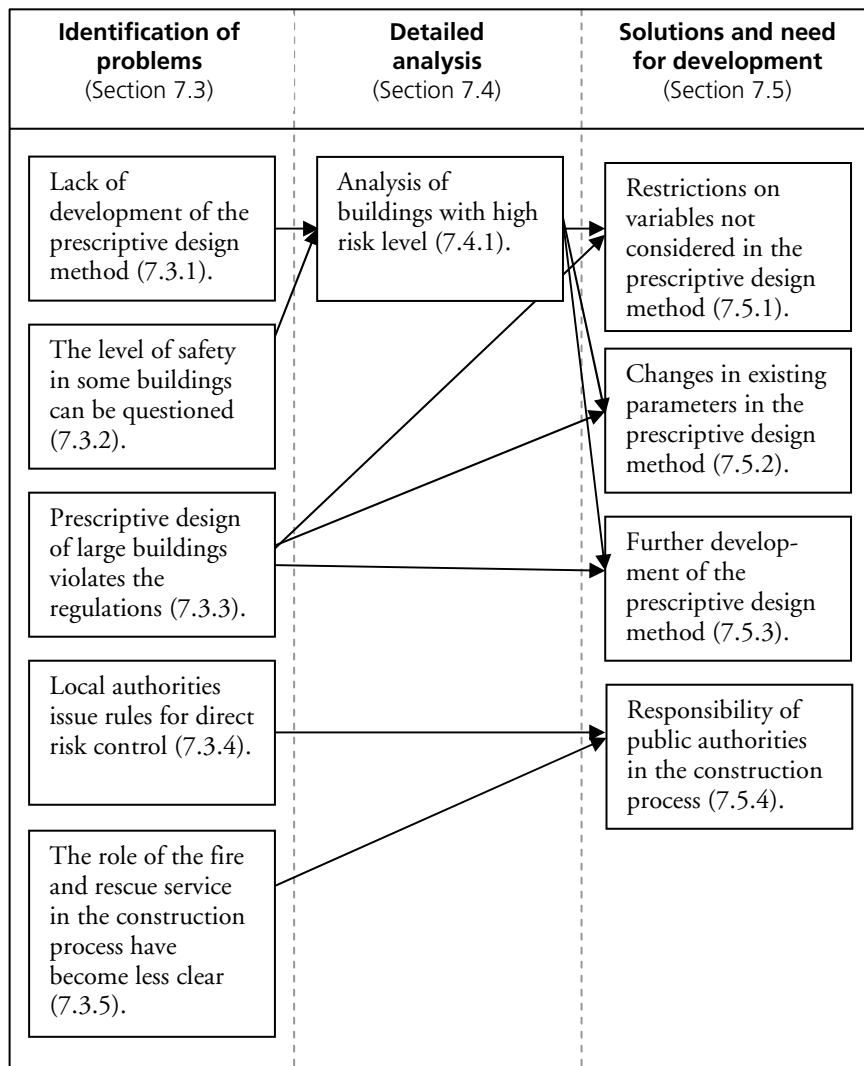 Identification of
problems
(Section 7.3)
Detailed
analysis
(Section 7.4)
Solutions and need
for development
(Section 7.5)
Lack of
development of the
prescriptive design
method (7.3.1).
The level of safety
in some buildings
can be questioned
(7.3.2).
Prescriptive design
of large buildings
violates the
regulations (7.3.3).
Local authorities
issue rules for direct
risk control (7.3.4).
The role of the fire
and rescue service
in the construction
process have
become less clear
(7.3.5).
Analysis of
buildings with high
risk level (7.4.1).
Restrictions on
variables not
considered in the
prescriptive design
method (7.5.1).
Changes in existing
parameters in the
prescriptive design
method (7.5.2).
Further develop-
ment of the
prescriptive design
method (7.5.3).
Responsibility of
public authorities
in the construction
process (7.5.4).